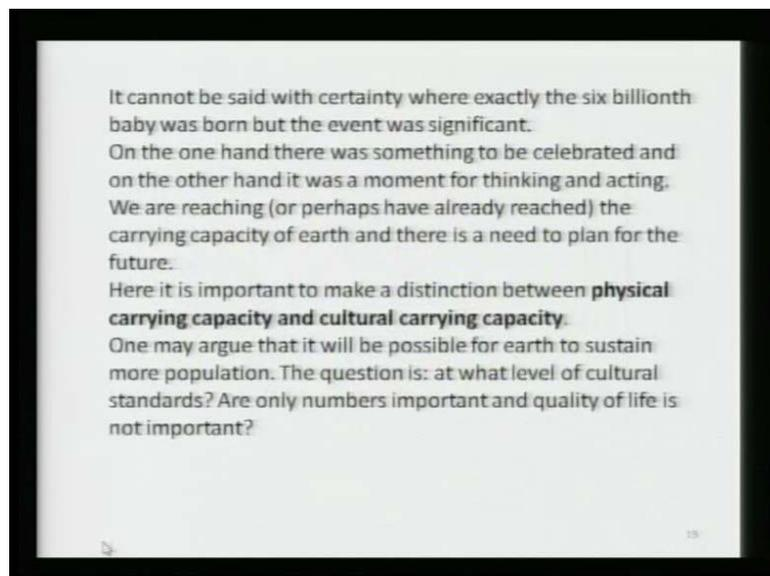 It cannot be said with certainty where exactly the six billionth
baby was born but the event was significant.
On the one hand there was something to be celebrated and
on the other hand it was a moment for thinking and acting.
We are reaching (or perhaps have already reached) the
carrying capacity of earth and there is a need to plan for the
future.
Here it is important to make a distinction between physical
carrying capacity and cultural carrying capacity.
One may argue that it will be possible for earth to sustain
more population. The question is: at what level of cultural
standards? Are only numbers important and quality of life is
not important?